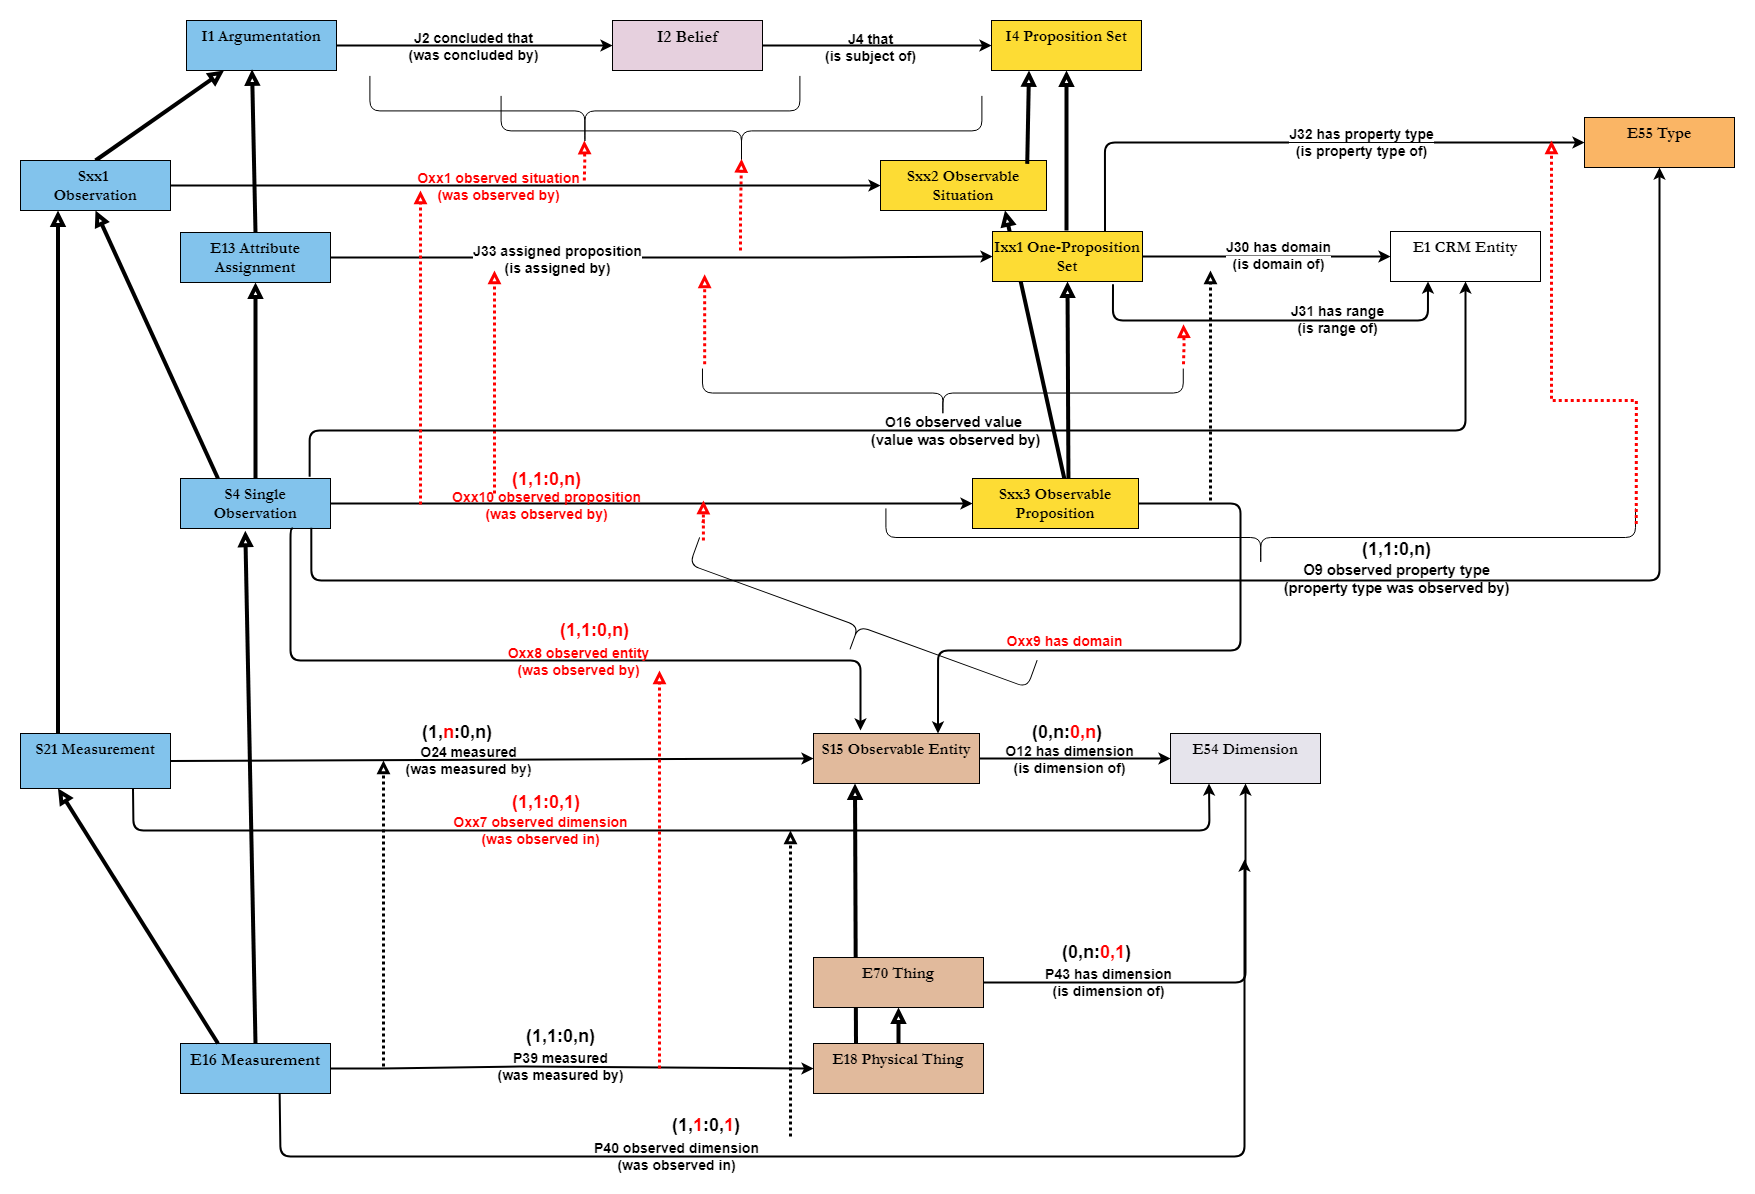 I1 Argumentation
J2 concluded that
(was concluded by)
I2 Belief
J4 that
(is subject of)
I4 Proposition Set
J32 has property type
(is property type of)
E55 Type
Sxx1
Observation
Oxx1 observed situation
(was observed by)
Sxx2 Observable
Situation
E13 Attribute
Assignment
J33 assigned proposition
(is assigned by)
Ixx1 One-Proposition
Set
J30 has domain
(is domain of)
E1 CRM Entity
J31 has range
(is range of)
O16 observed value
(value was observed by)
S4 Single
Observation
(1,1:0,n)
Oxx10 observed proposition
(was observed by)
Sxx3 Observable
Proposition
(1,1:0,n)
O9 observed property type
(property type was observed by)
(1,1:0,n)
Oxx8 observed entity
(was observed by)
Oxx9 has domain
S21 Measurement
(1,n:0,n)
O24 measured
(was measured by)
S15 Observable Entity
(0,n:0,n)
O12 has dimension
(is dimension of)
E54 Dimension
(1,1:0,1)
Oxx7 observed dimension
(was observed in)
E70 Thing
(0,n:0,1)
P43 has dimension
(is dimension of)
E16 Measurement
(1,1:0,n)
P39 measured
(was measured by)
E18 Physical Thing
(1,1:0,1)
P40 observed dimension
(was observed in)